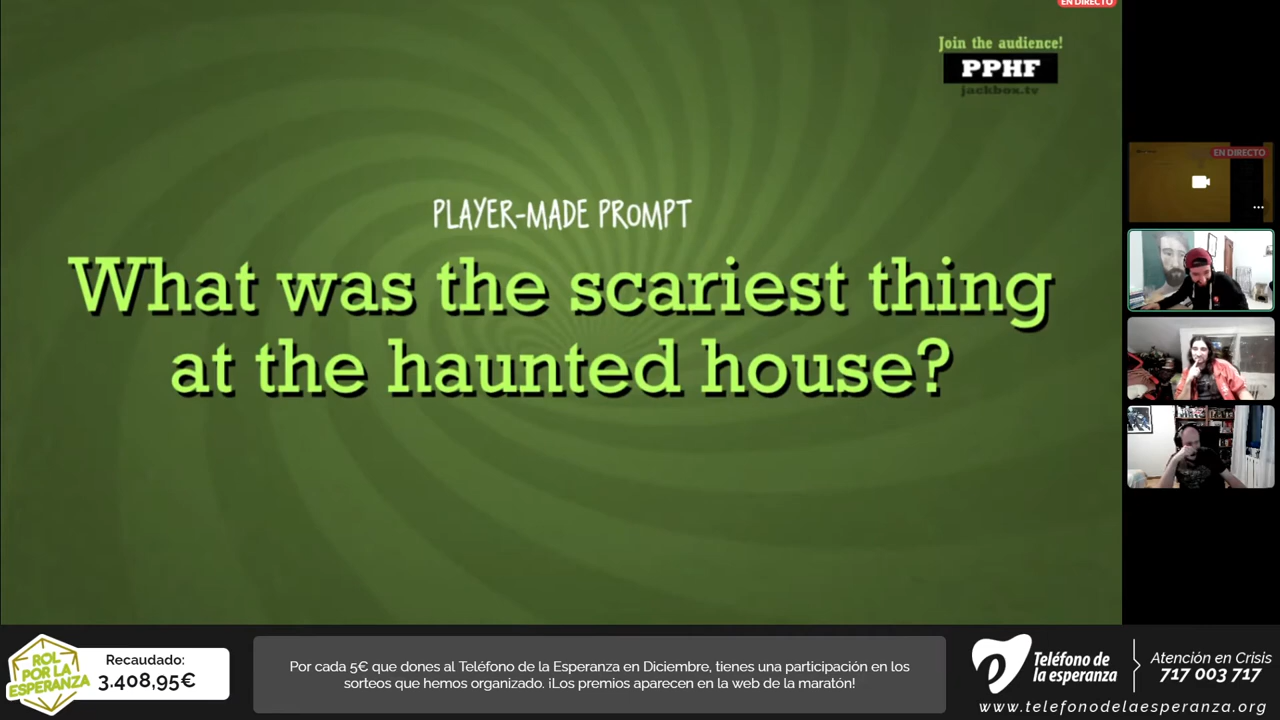 EN DIRECTO
Join the audience!
PPHF
jackbox.tv
EN DIRECTO
PLAYER-MADE PROMPT
What was the scariest thing
at the haunted house?
ROL
POR LA
ESPERANZA
Recaudado:
3.408,95€
Por cada 5€ que dones al Teléfono de la Esperanza en Diciembre, tienes una participación en los
sorteos que hemos organizado. ¡Los premios aparecen en la web de la maratón!
Teléfono de
la esperanza
Atención en Crisis
717 003 717
www.telefonodelaesperanza.org